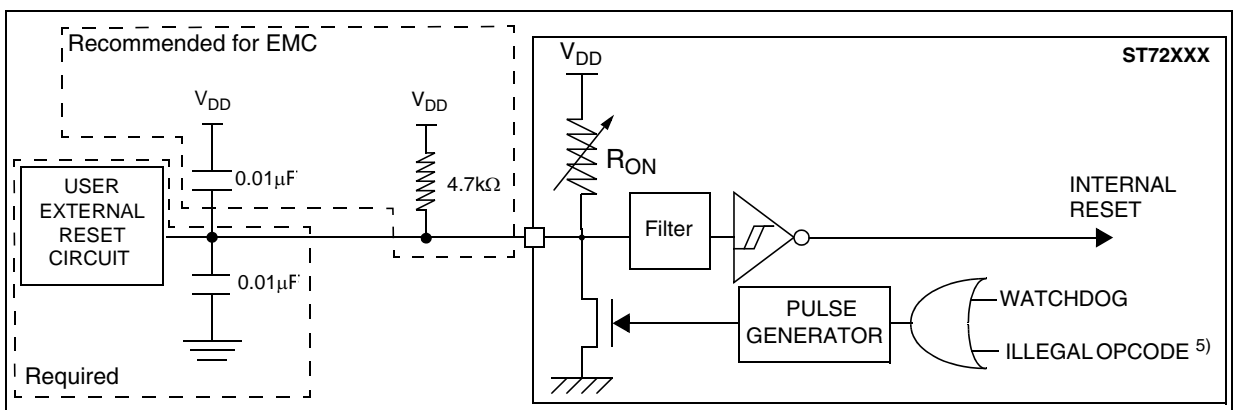 Recommended for EMC
ST72XXX
VDD
VDD
VDD
0.01μF
4.7kΩ
RON
USER
EXTERNAL
RESET
CIRCUIT
Filter
INTERNAL
RESET
0.01μF
PULSE
GENERATOR
WATCHDOG
ILLEGAL OPCODE 5)
Required